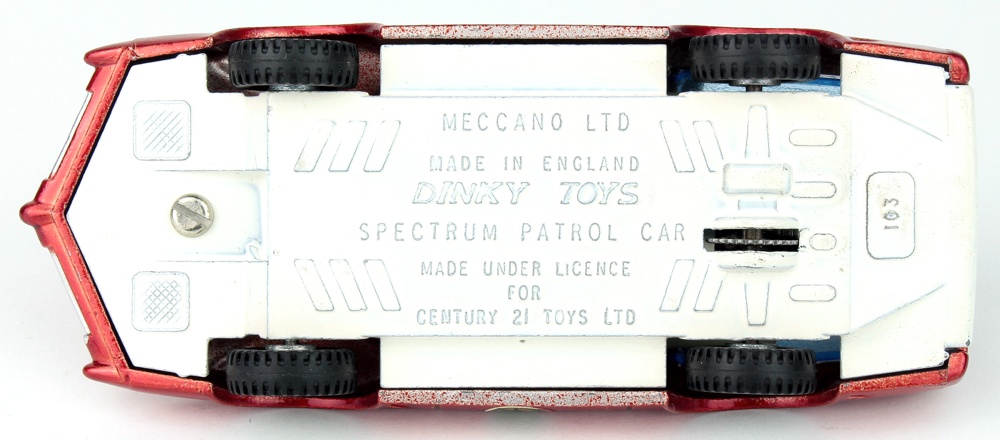 MECCANO LTD
MADE IN ENGLAND
DINKY TOYS
SPECTRUM PATROL CAR
MADE UNDER LICENCE
FOR
CENTURY 21 TOYS LTD
103